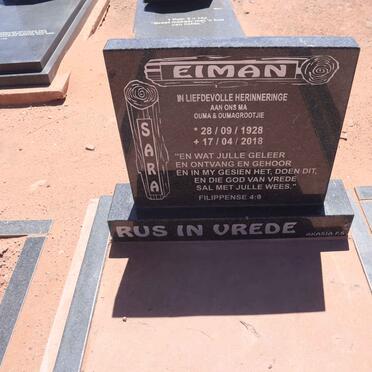 EIMAN
SARA
IN LIEFDEVOLLE HERINNERINGE
AAN ONS MA
OUMA & OUMAGROOTJIE
* 28 / 09 / 1928
+ 17 / 04 / 2018
"EN WAT JULLE GELEER
EN ONTVANG EN GEHOOR
EN IN MY GESIEN HET, DOEN DIT,
EN DIE GOD VAN VREDE
SAL MET JULLE WEES."
FILIPPENSE 4:9
RUS IN VREDE